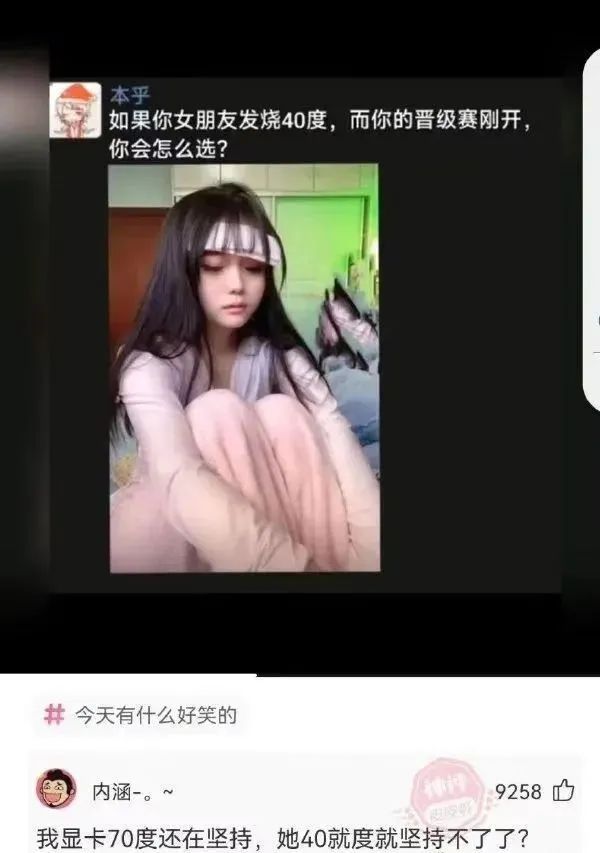 本乎
如果你女朋友发烧40度，而你的晋级赛刚开，
你会怎么选？
# 今天有什么好笑的
内涵-。~
9258
神评
我显卡70度还在坚持，她40就度就坚持不了了？